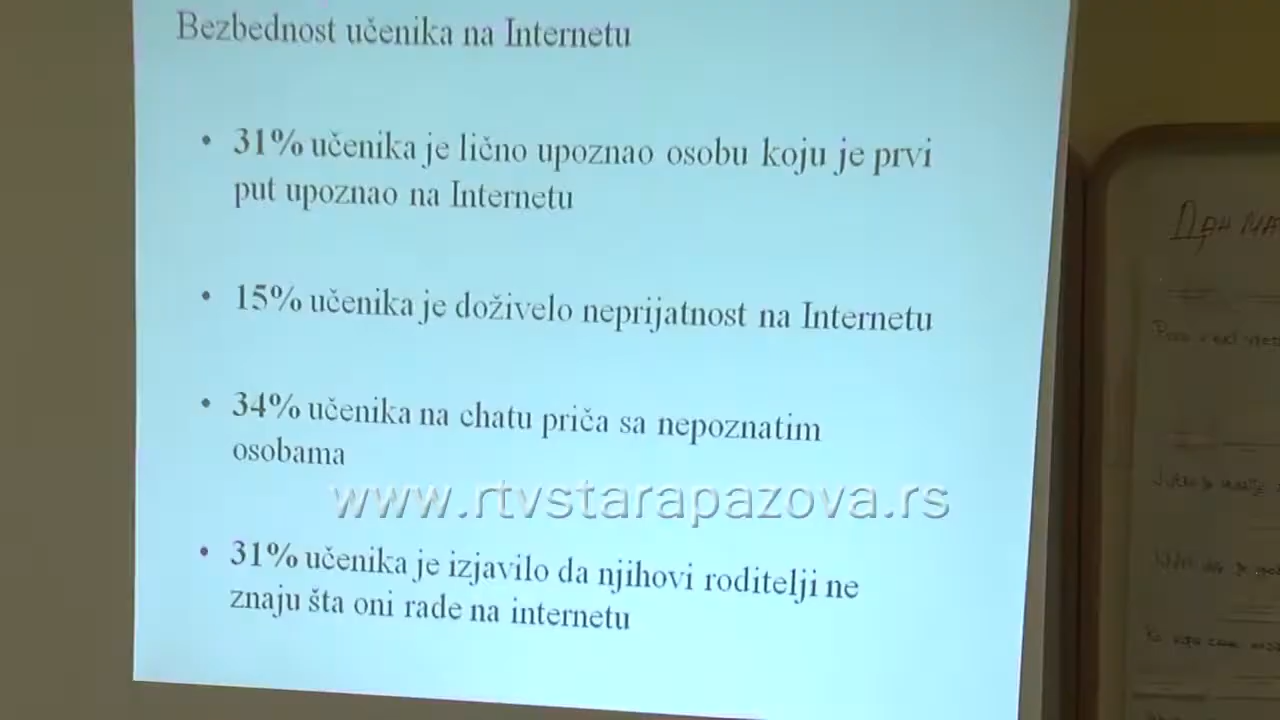 Bezbednost učenika na Internetu
• 31% učenika je lično upoznao osobu koju je prvi
put upoznao na Internetu
• 15% učenika je doživelo neprijatnost na Internetu
• 34% učenika na chatu priča sa nepoznatim
osobama
www.rtvstarapazova.rs
• 31% učenika je izjavilo da njihovi roditelji ne
znaju šta oni rade na internetu
Дан